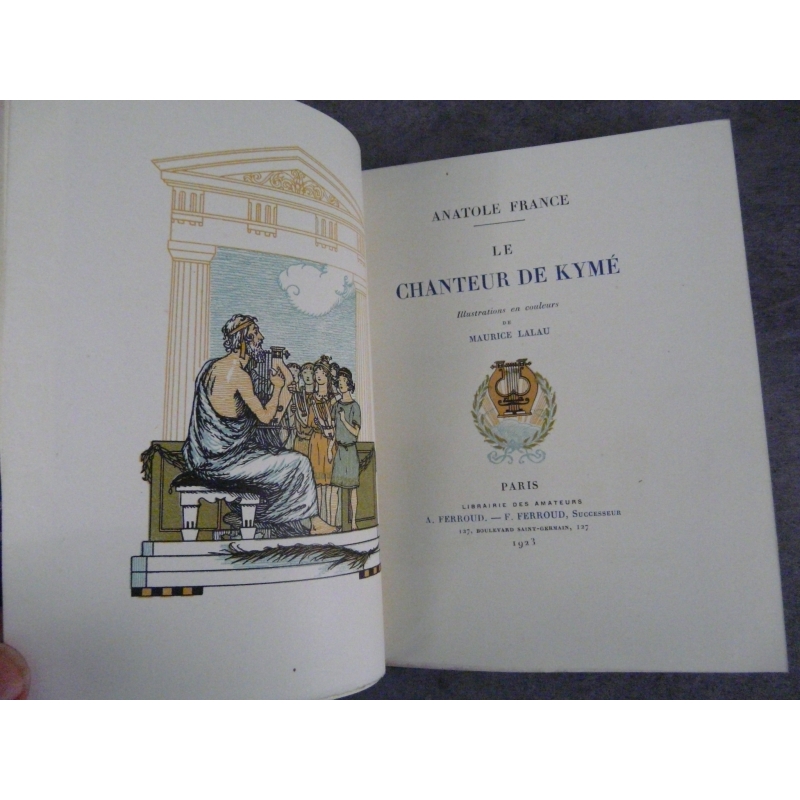 ANATOLE FRANCE
LE
CHANTEUR DE KYMÉ
Illustrations en couleurs
DE
MAURICE LALAU
PARIS
LIBRAIRIE DES AMATEURS
A. FERROUD. — F. FERROUD, SUCCESSEUR
127, BOULEVARD SAINT-GERMAIN, 127
1923